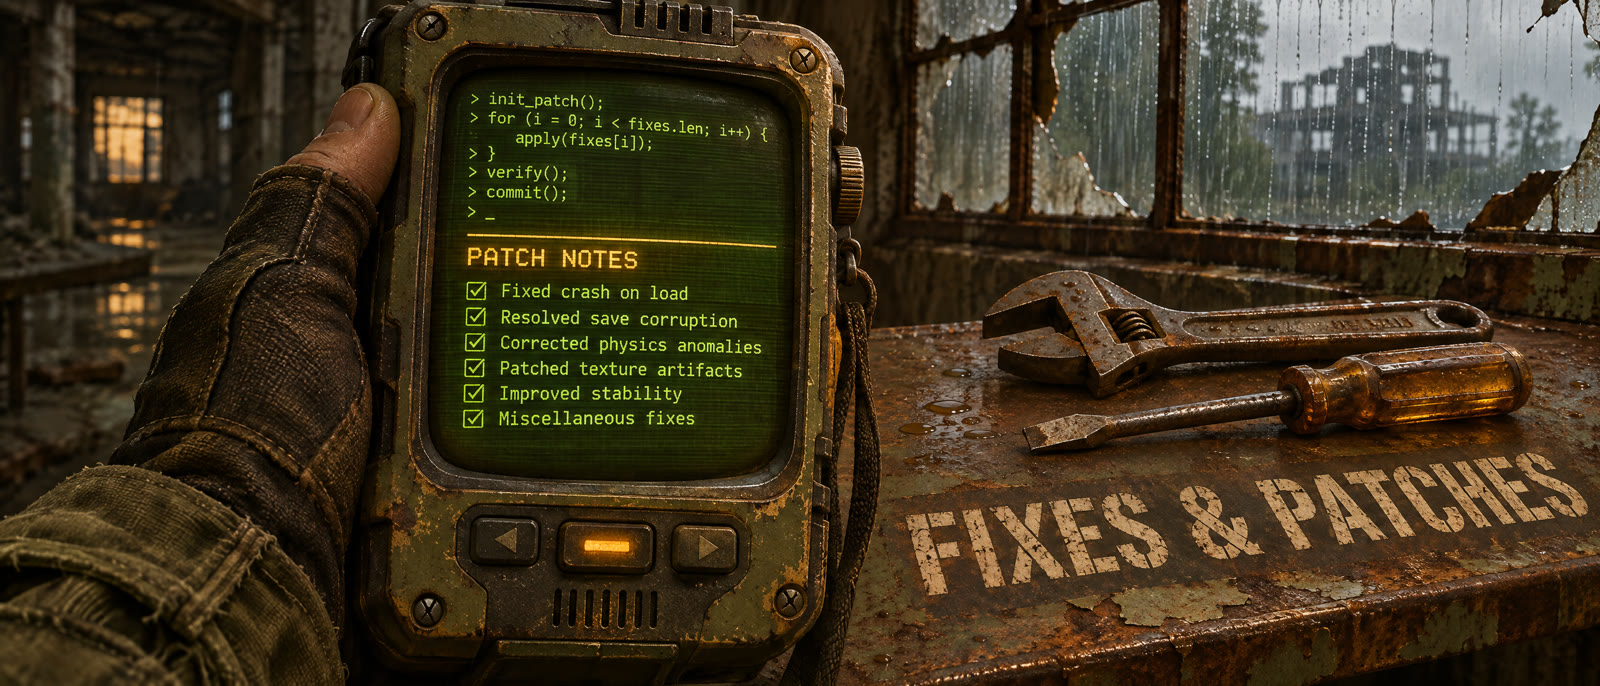 > init_patch();
> for (i = 0; i < fixes.len; i++) {
apply(fixes[i]);
> }
> verify();
> commit();
> _
PATCH NOTES
☑ Fixed crash on load
☑ Resolved save corruption
☑ Corrected physics anomalies
☑ Patched texture artifacts
☑ Improved stability
☑ Miscellaneous fixes
FIXES & PATCHES